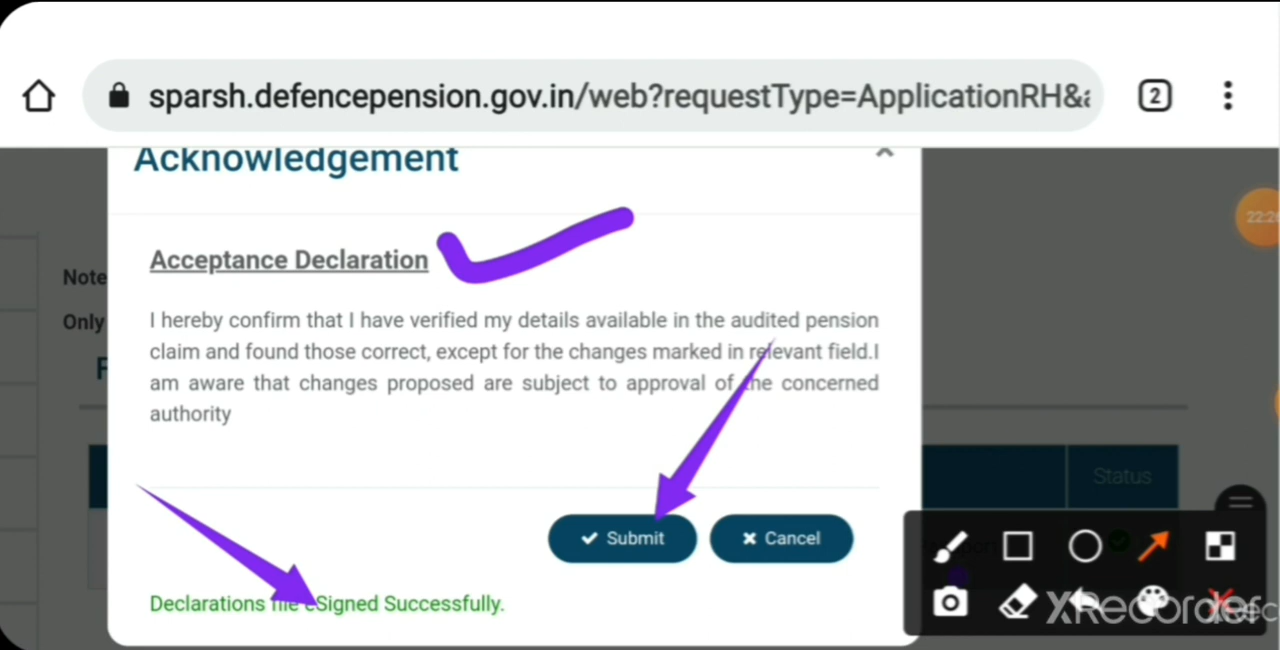 sparsh.defencepension.gov.in/web?requestType=ApplicationRH&
2
Acknowledgement
22:20
Acceptance Declaration
Note
Only
I hereby confirm that I have verified my details available in the audited pension
claim and found those correct, except for the changes marked in relevant field.I
am aware that changes proposed are subject to approval of the concerned
authority
Status
Submit
Cancel
Declarations file eSigned Successfully.
XRecorder